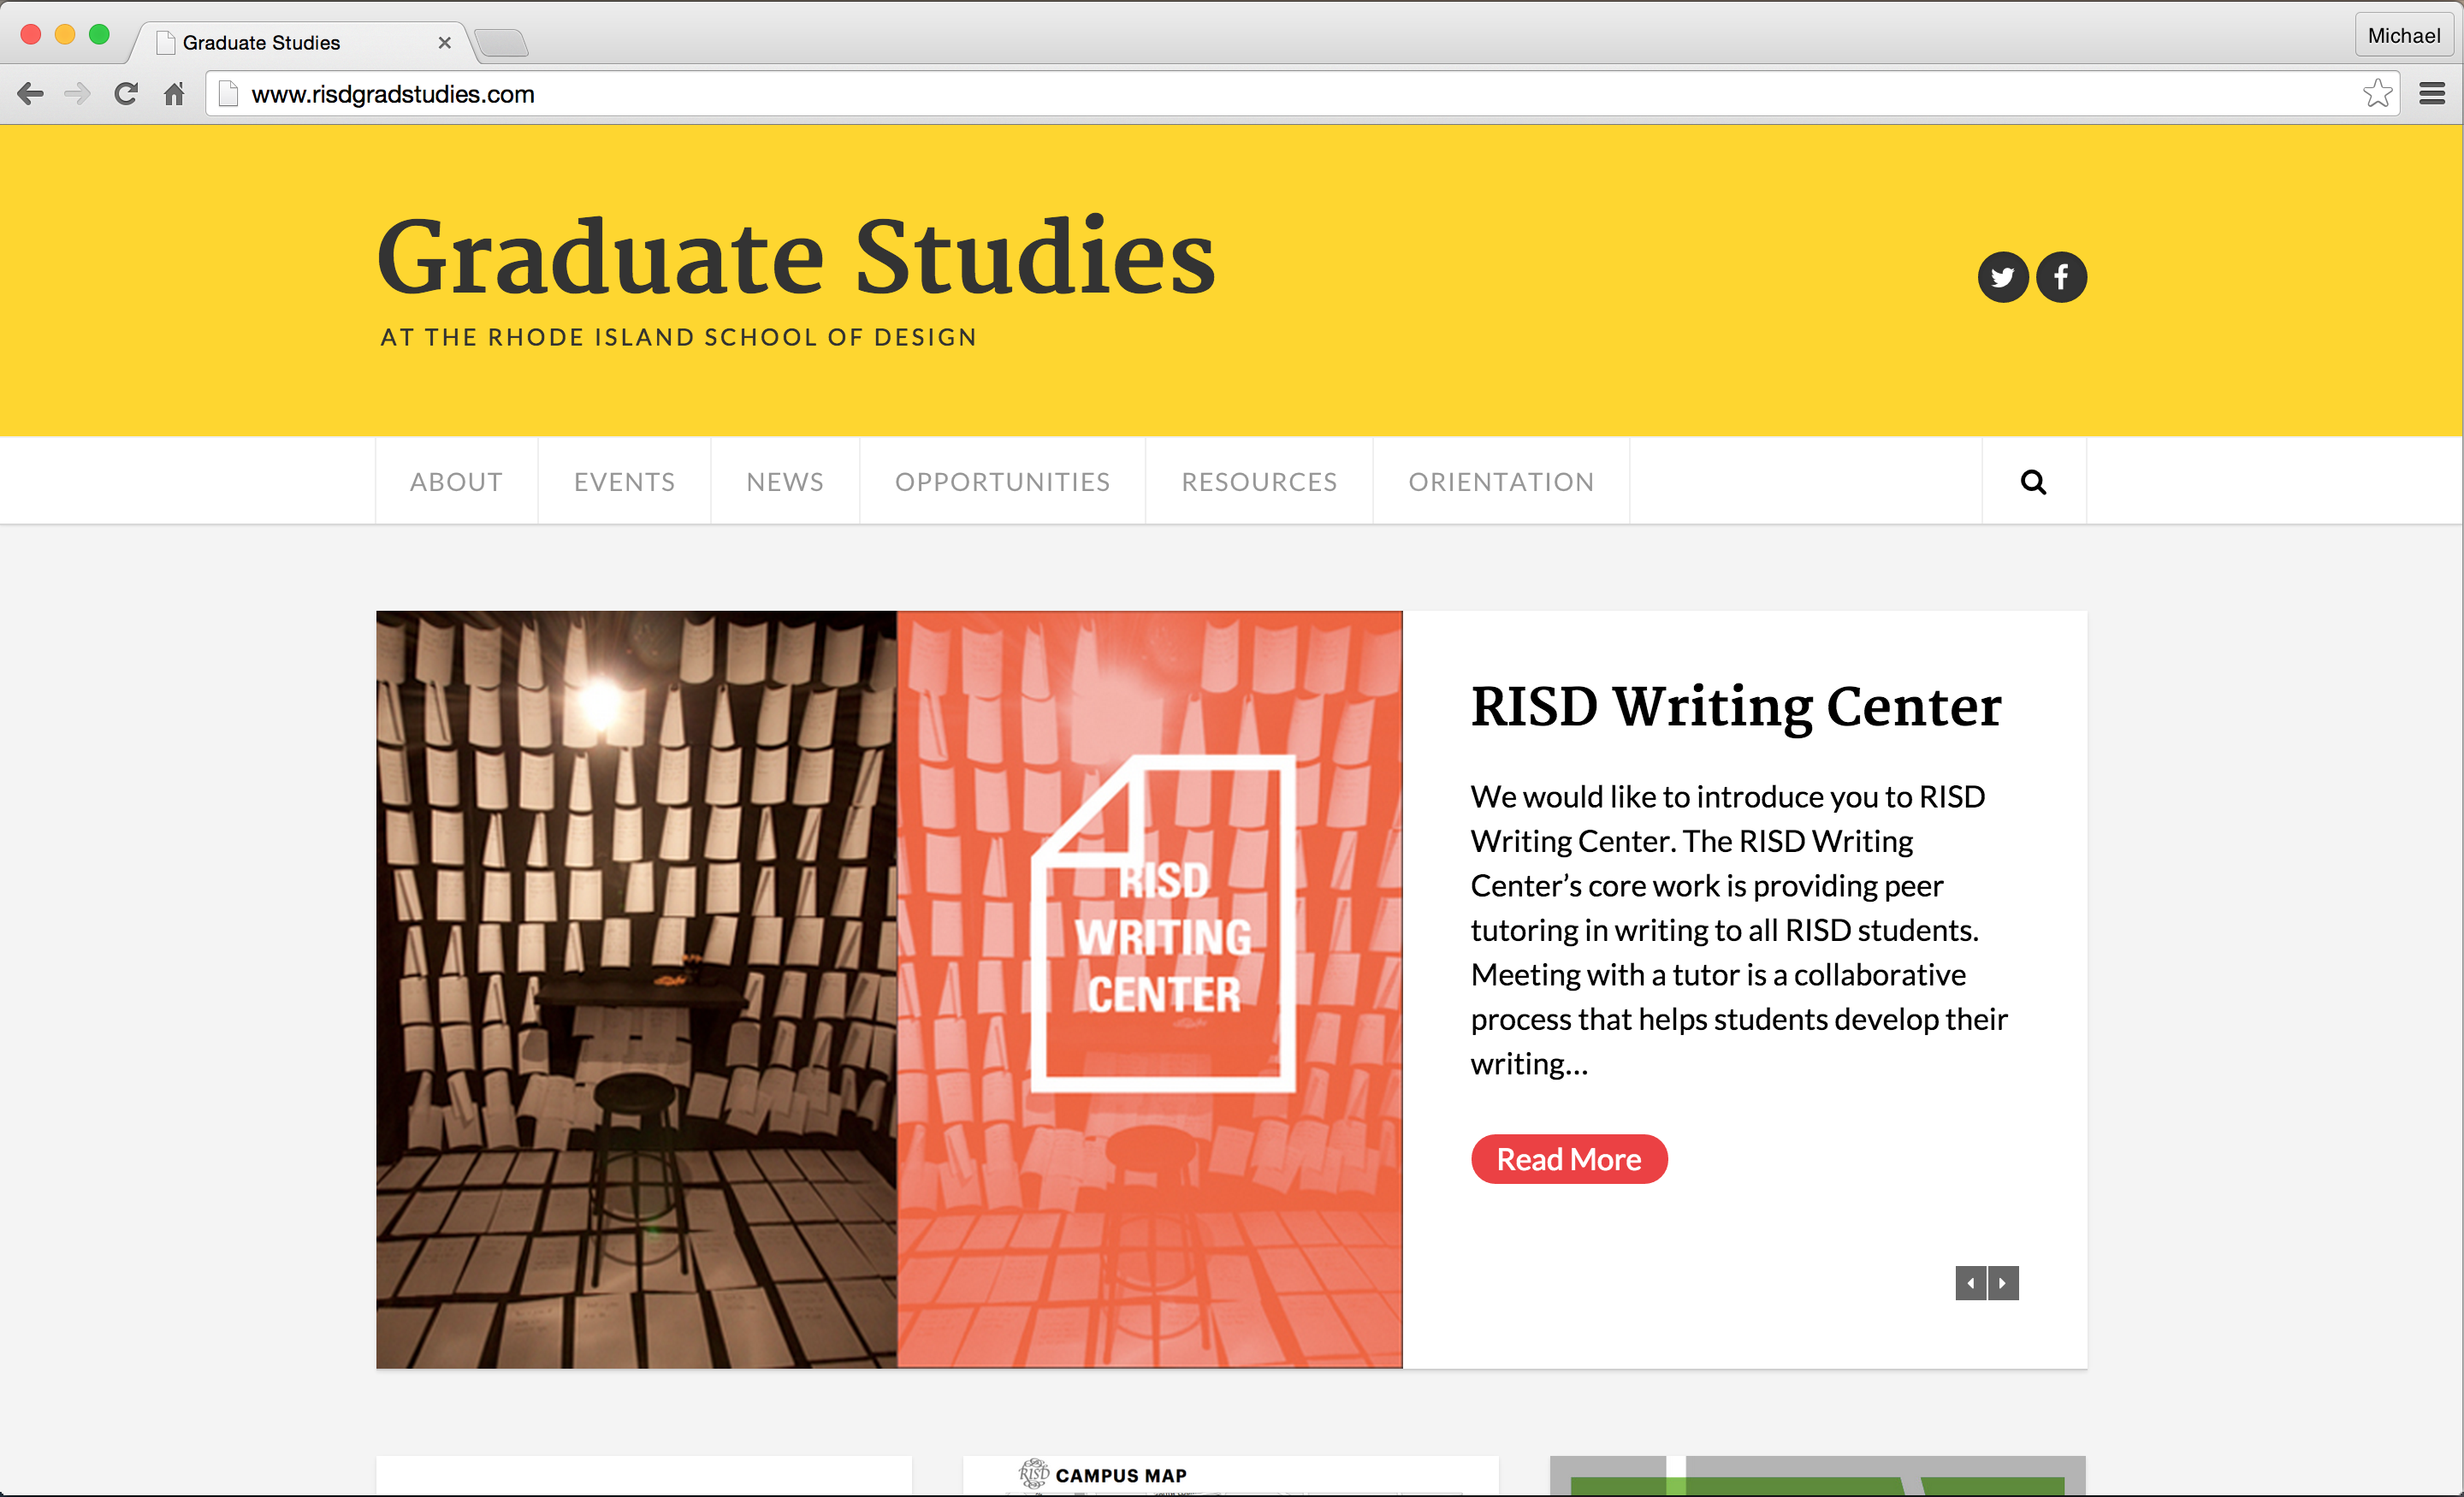 Graduate Studies
Michael
www.risdgradstudies.com
Graduate Studies
AT THE RHODE ISLAND SCHOOL OF DESIGN
ABOUT
EVENTS
NEWS
OPPORTUNITIES
RESOURCES
ORIENTATION
RISD
WRITING
CENTER
RISD Writing Center
We would like to introduce you to RISD
Writing Center. The RISD Writing
Center’s core work is providing peer
tutoring in writing to all RISD students.
Meeting with a tutor is a collaborative
process that helps students develop their
writing...
Read More
RISD CAMPUS MAP